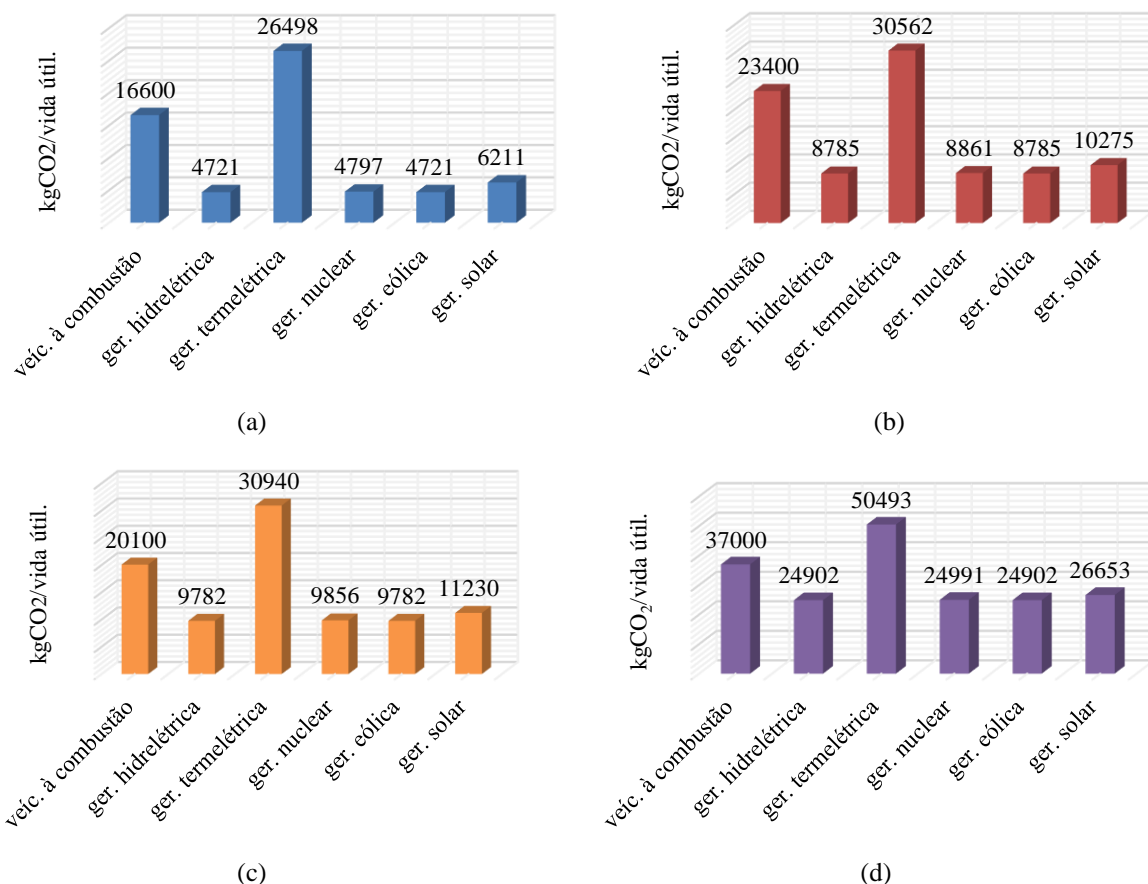 kgCO2/vida útil.
16600
4721
26498
4797
4721
6211
veíc. à combustão
ger. hidrelétrica
ger. termelétrica
ger. nuclear
ger. eólica
ger. solar
(a)
kgCO2/vida útil.
23400
8785
30562
8861
8785
10275
veíc. à combustão
ger. hidrelétrica
ger. termelétrica
ger. nuclear
ger. eólica
ger. solar
(b)
kgCO2/vida útil.
20100
9782
30940
9856
9782
11230
veíc. à combustão
ger. hidrelétrica
ger. termelétrica
ger. nuclear
ger. eólica
ger. solar
(c)
kgCO₂/vida útil.
37000
24902
50493
24991
24902
26653
veíc. à combustão
ger. hidrelétrica
ger. termelétrica
ger. nuclear
ger. eólica
ger. solar
(d)